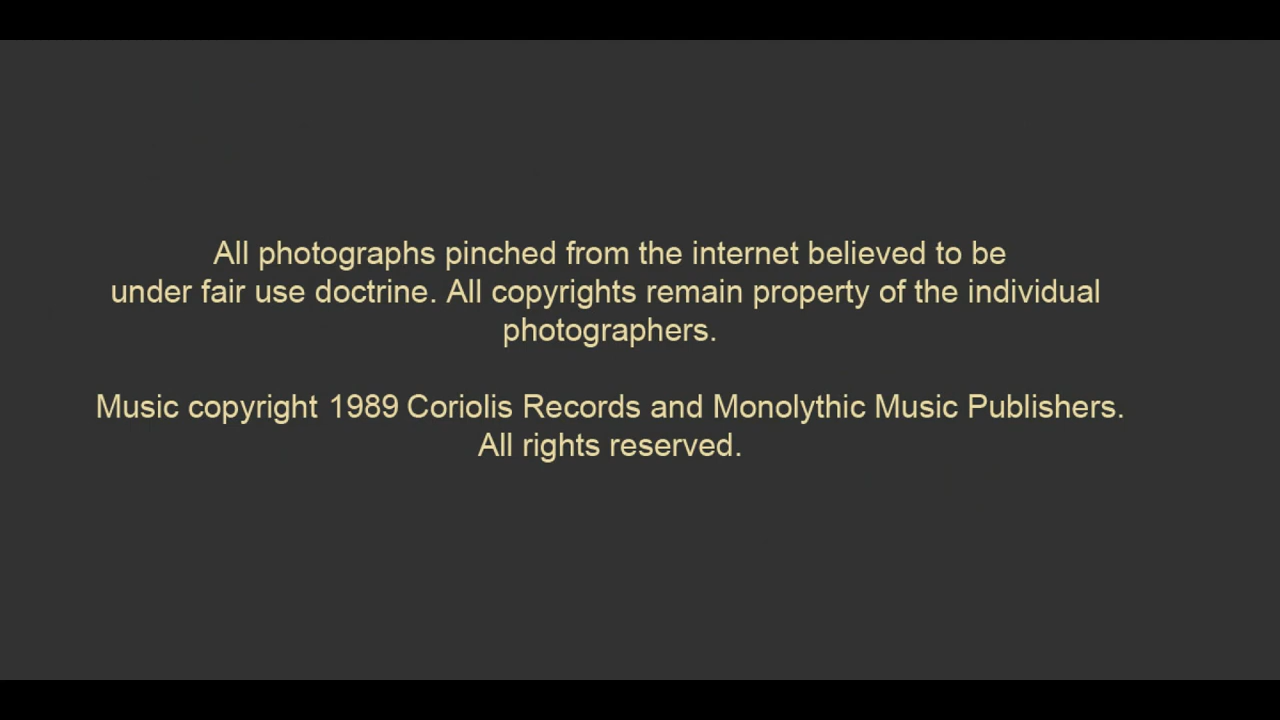 All photographs pinched from the internet believed to be
under fair use doctrine. All copyrights remain property of the individual
photographers.
Music copyright 1989 Coriolis Records and Monolythic Music Publishers.
All rights reserved.